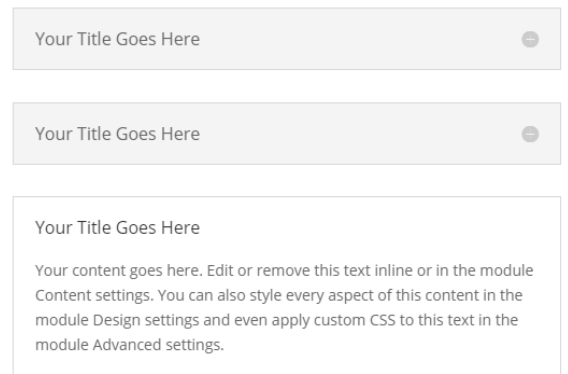 Your Title Goes Here
Your Title Goes Here
Your Title Goes Here
Your content goes here. Edit or remove this text inline or in the module
Content settings. You can also style every aspect of this content in the
module Design settings and even apply custom CSS to this text in the
module Advanced settings.